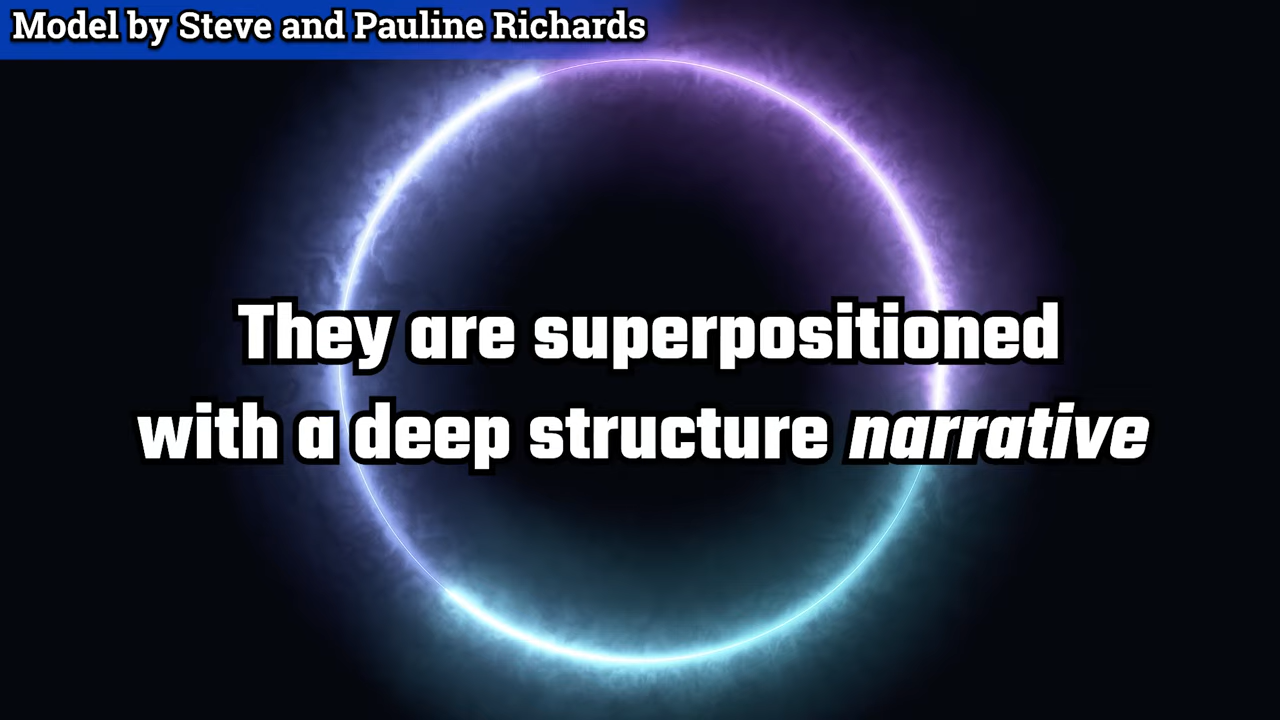 Model by Steve and Pauline Richards
They are superpositioned
with a deep structure narrative